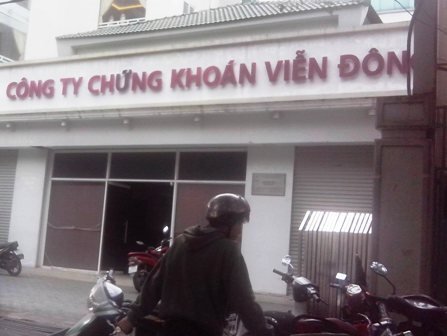 CÔNG TY CHỨNG KHOÁN VIỄN ĐÔN